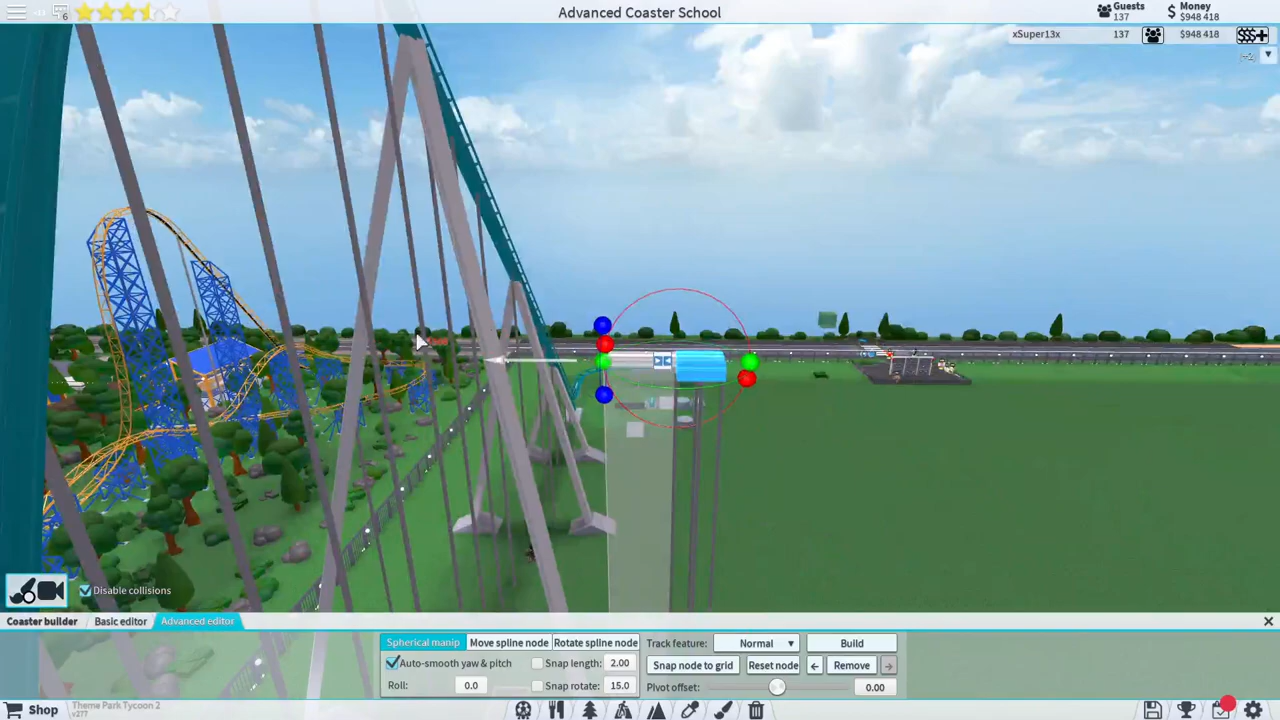 6
Advanced Coaster School
Guests
137
Money
$948 418
xSuper13x 137 $948 418
$$$+
Disable collisions
Coaster builder Basic editor Advanced editor
Spherical manip Move spline node Rotate spline node Track feature: Normal Build
Auto-smooth yaw & pitch Snap length: 2.00 Snap node to grid Reset node Remove
Roll: 0.0 Snap rotate: 15.0 Pivot offset: 0.00
Shop
Theme Park Tycoon 2
v277